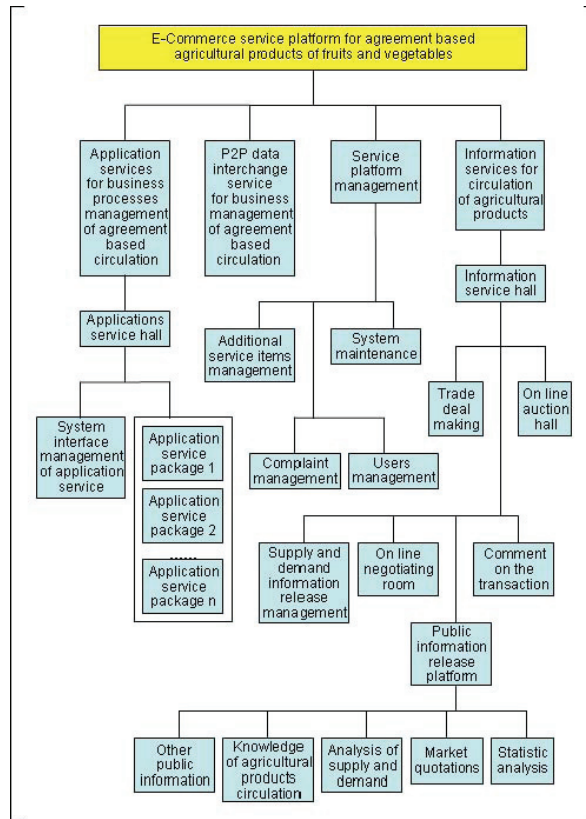 E-Commerce service platform for agreement based
agricultural products of fruits and vegetables
Application
services
for business
processes
management
of agreement
based
circulation
P2P data
interchange
service
for business
management
of agreement
based
circulation
Service
platform
management
Information
services for
circulation
of agricultural
products
Information
service hall
Applications
service hall
Additional
service items
management
System
maintenance
Trade
deal
making
On line
auction
hall
System
interface
management
of application
service
Application
service
package 1
Application
service
package 2
......
Application
service
package n
Complaint
management
Users
management
Supply and
demand
information
release
management
On line
negotiating
room
Comment
on the
transaction
Public
information
release
platform
Other
public
information
Knowledge
of agricultural
products
circulation
Analysis of
supply and
demand
Market
quotations
Statistic
analysis